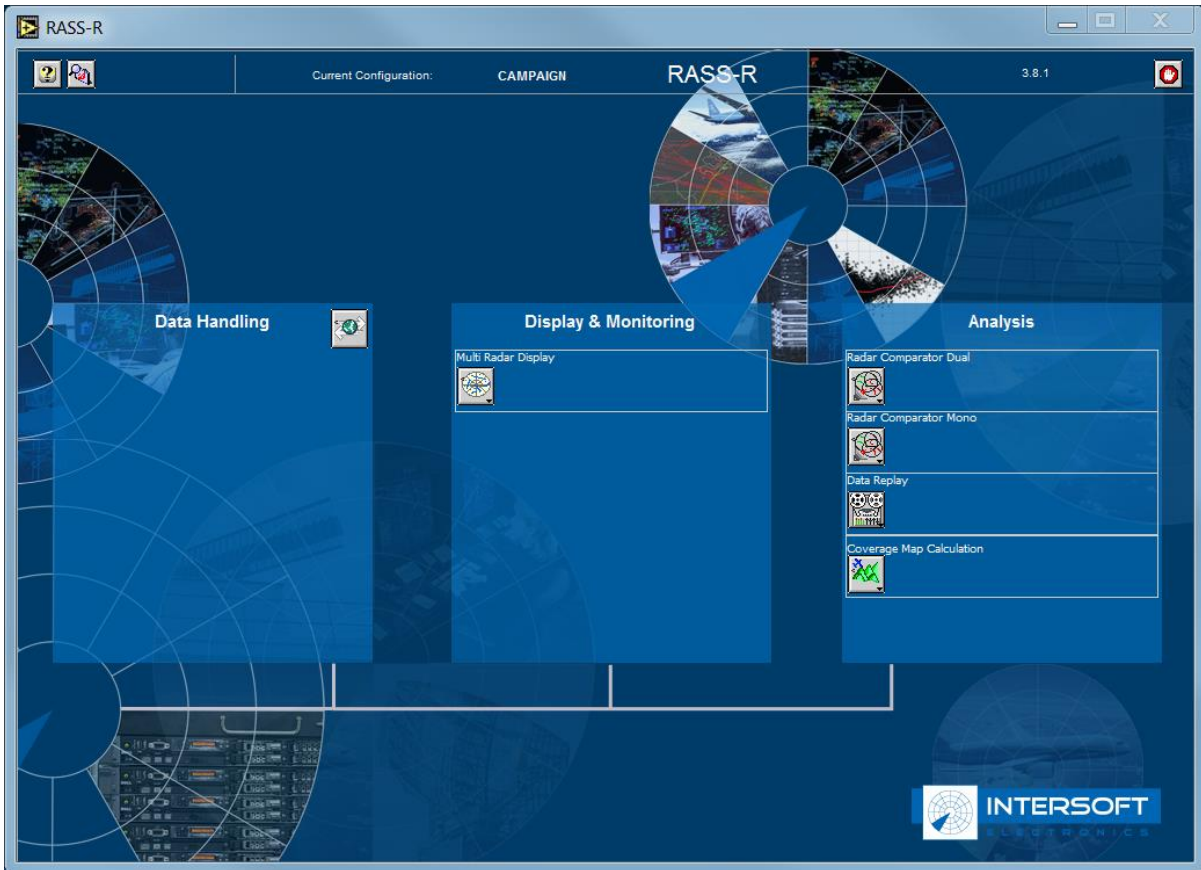 RASS-R
Current Configuration: CAMPAIGN RASS-R 3.8.1
Data Handling
Display & Monitoring
Multi Radar Display
Analysis
Radar Comparator Dual
Radar Comparator Mono
Data Replay
Coverage Map Calculation
INTERSOFT
ELECTRONICS